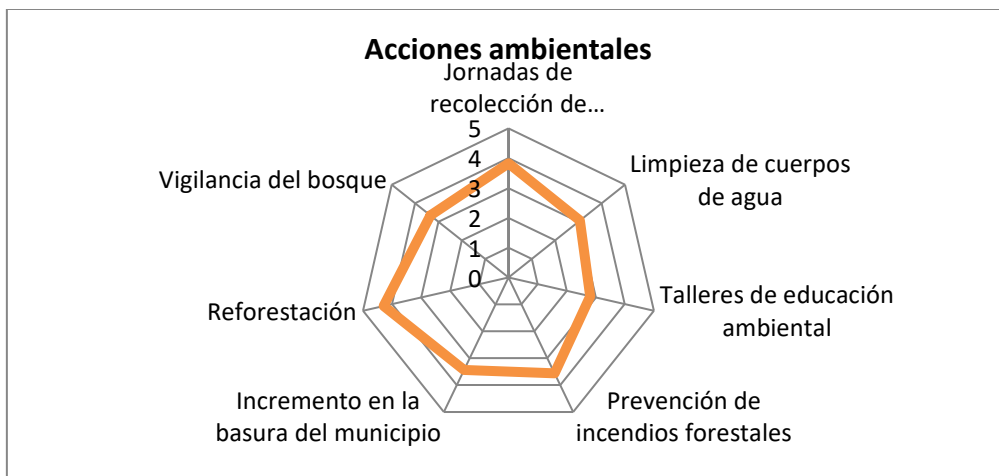 Acciones ambientales
Jornadas de
recolección de...
5
4
3
2
1
0
Limpieza de cuerpos
de agua
Talleres de educación
ambiental
Prevención de
incendios forestales
Incremento en la
basura del municipio
Reforestación
Vigilancia del bosque